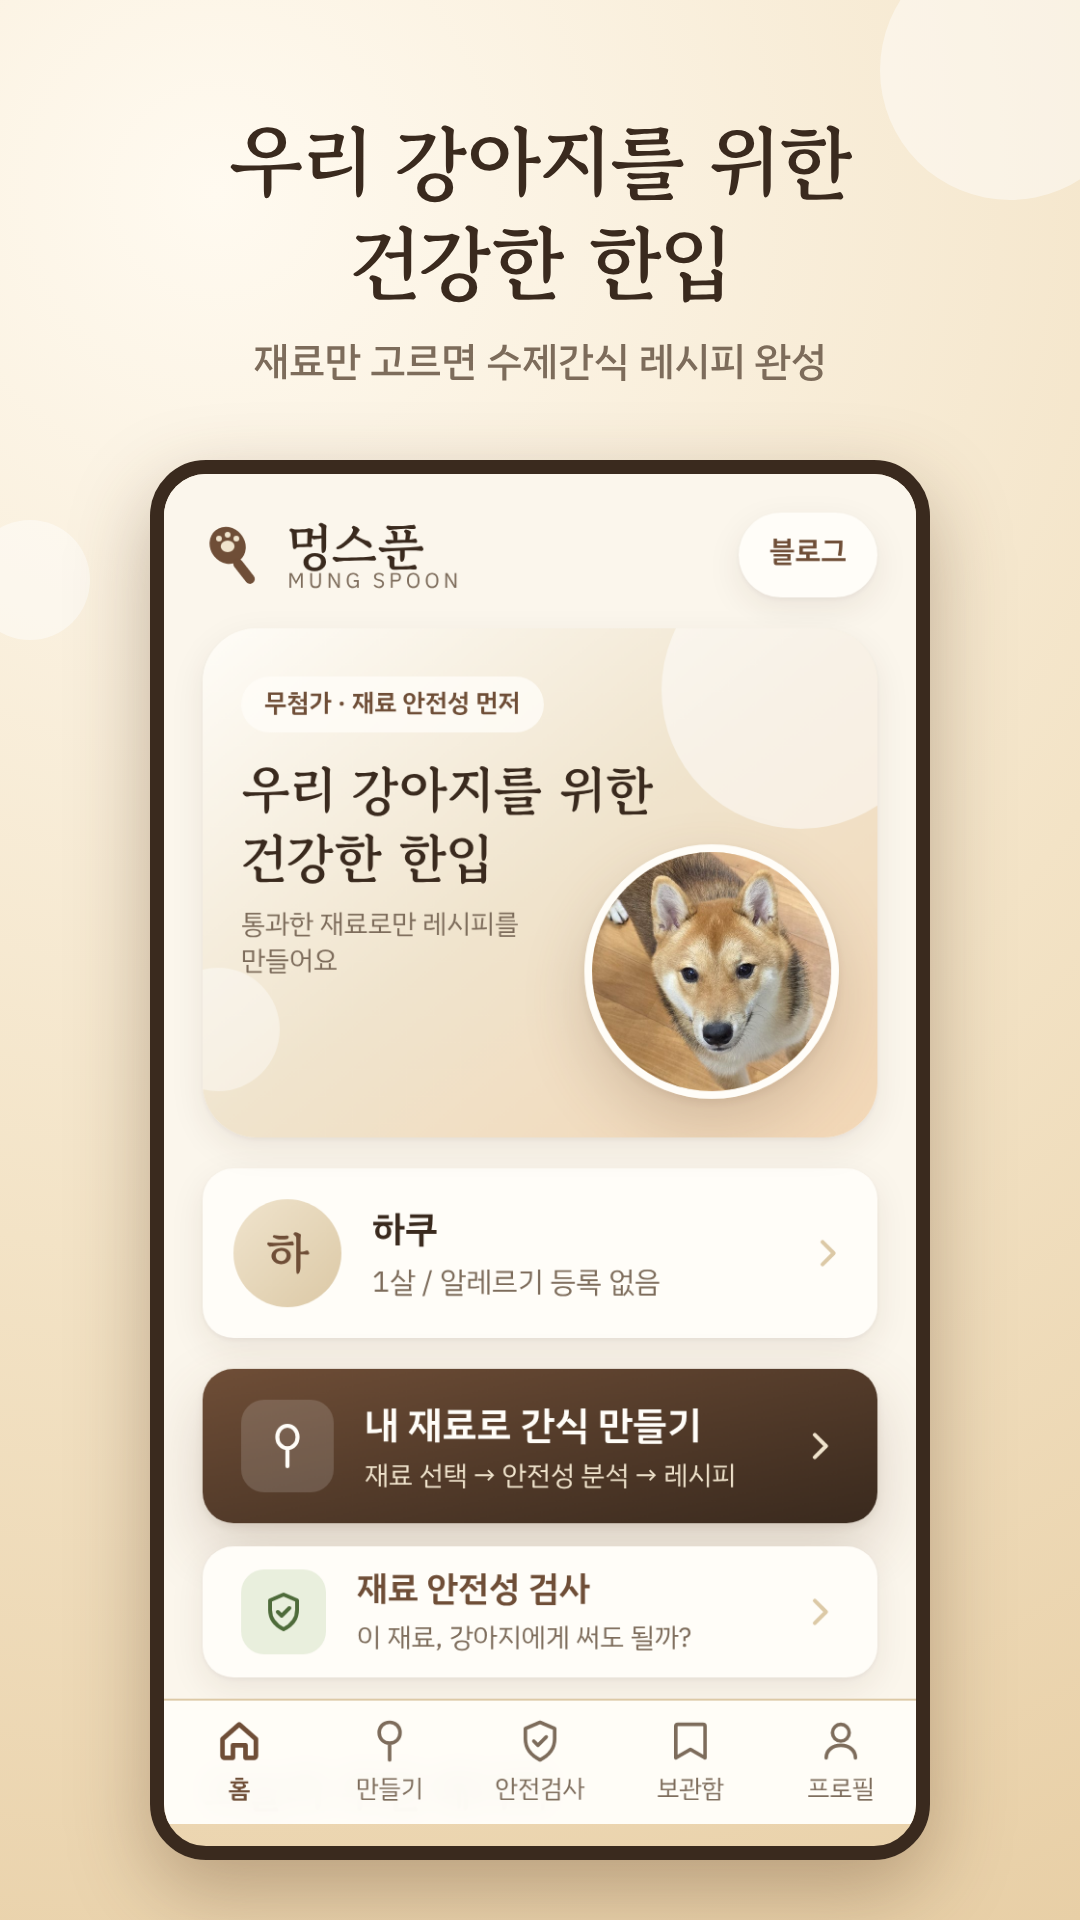 우리 강아지를 위한
건강한 한입
재료만 고르면 수제간식 레시피 완성
멍스푼
MUNG SPOON
블로그
무첨가 · 재료 안전성 먼저
우리 강아지를 위한
건강한 한입
통과한 재료로만 레시피를
만들어요
하
하쿠
1살 / 알레르기 등록 없음
내 재료로 간식 만들기
재료 선택 → 안전성 분석 → 레시피
재료 안전성 검사
이 재료, 강아지에게 써도 될까?
홈
만들기
안전검사
보관함
프로필